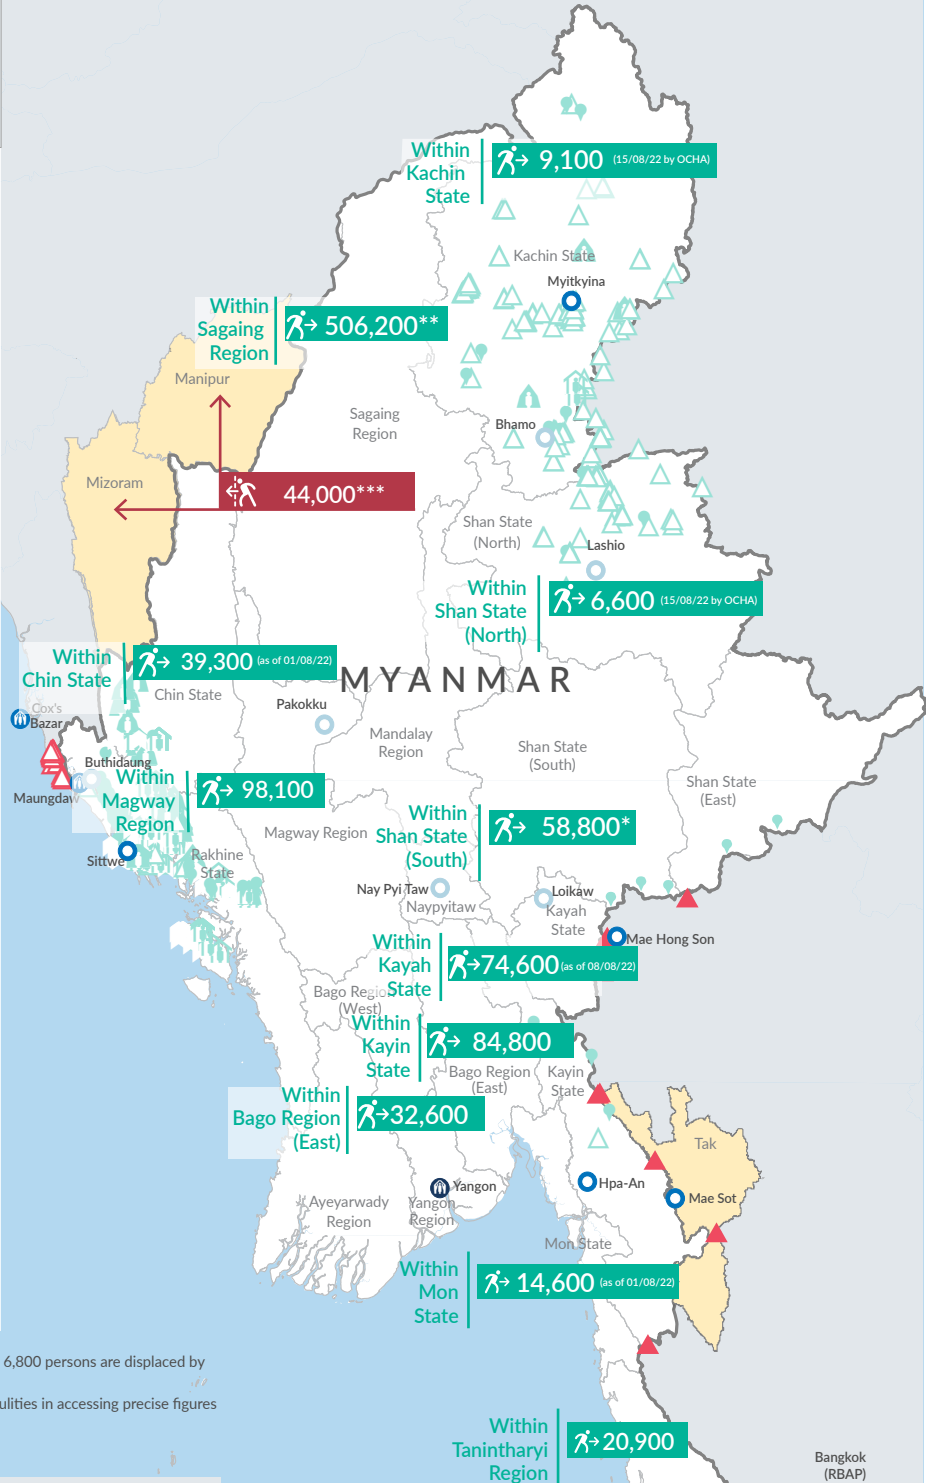 Within
Kachin
State
9,100 (15/08/22 by OCHA)
Kachin State
Myitkyina
Within
Sagaing
Region
506,200**
Manipur
Sagaing
Region
Bhamo
Mizoram
44,000***
Shan State
(North)
Lashio
Within
Shan State
(North)
6,600 (15/08/22 by OCHA)
Within
Chin State
39,300 (as of 01/08/22)
MYANMAR
Chin State
Pakokku
Cox's
Bazar
Mandalay
Region
Shan State
(South)
Buthidaung
Maungdaw
Within
Magway
Region
98,100
Shan State
(East)
Within
Shan State
(South)
58,800*
Magway Region
Sittwe
Rakhine
State
Nay Pyi Taw
Naypyitaw
Loikaw
Kayah
State
Mae Hong Son
Within
Kayah
State
74,600 (as of 08/08/22)
Bago Region
(West)
Within
Kayin
State
84,800
Bago Region
(East)
Kayin
State
Within
Bago Region
(East)
32,600
Tak
Hpa-An
Mae Sot
Yangon
Yangon
Region
Ayeyarwady
Region
Mon State
Within
Mon
State
14,600 (as of 01/08/22)
6,800 persons are displaced by
ulities in accessing precise figures
Within
Tanintharyi
Region
20,900
Bangkok
(RBAP)